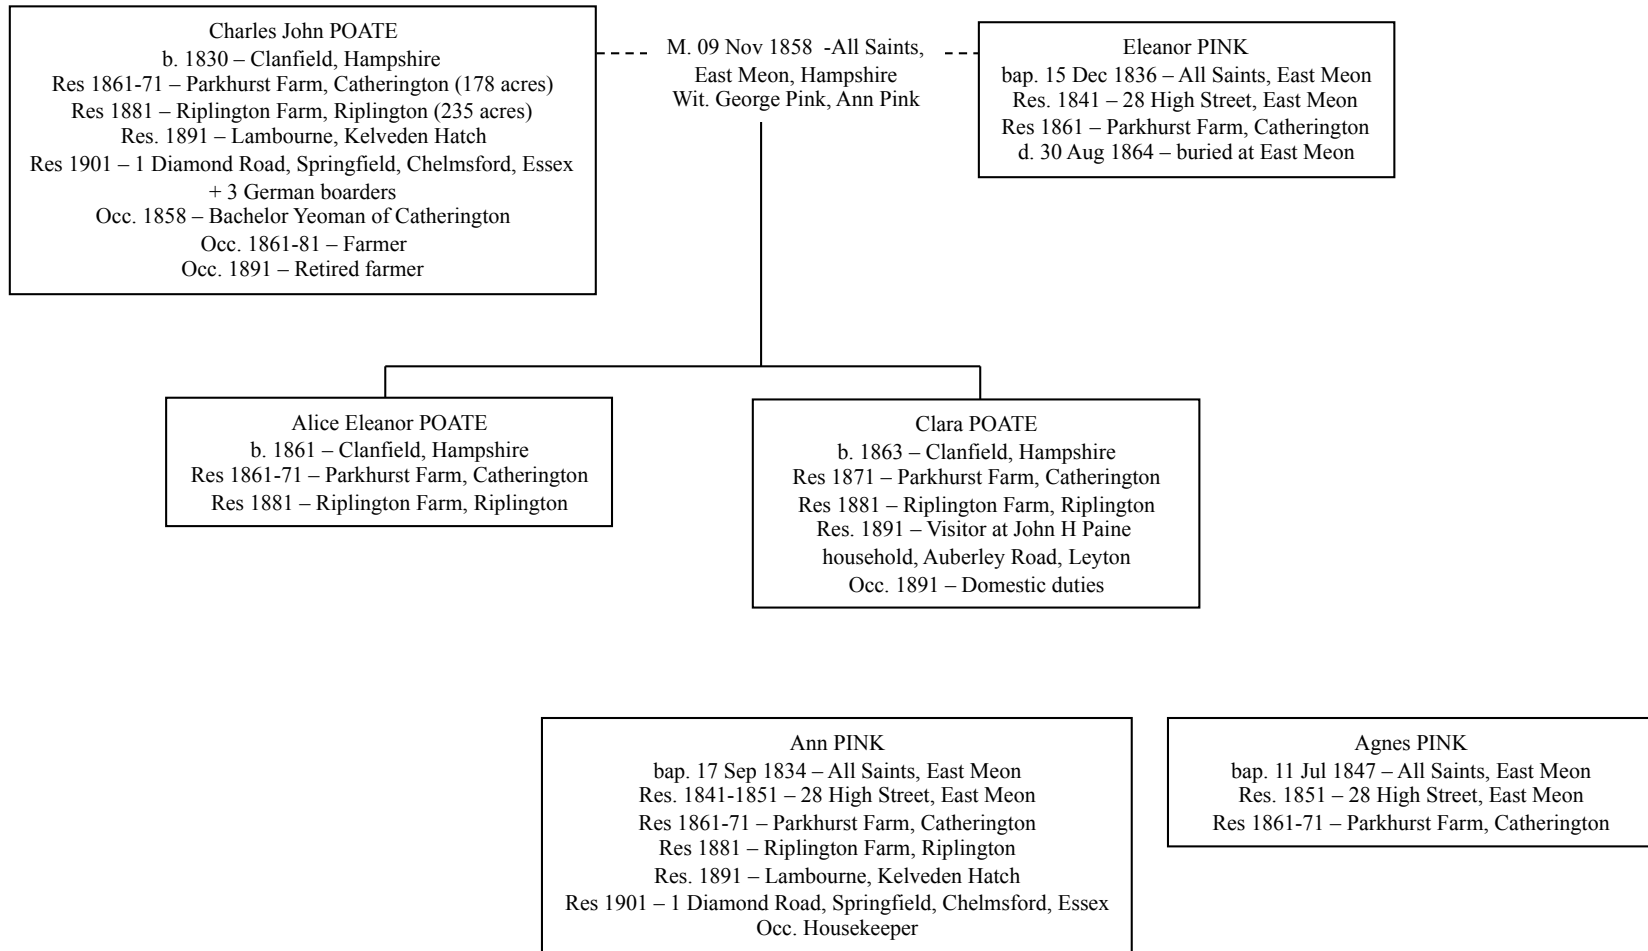 Charles John POATE
b. 1830 – Clanfield, Hampshire
Res 1861-71 – Parkhurst Farm, Catherington (178 acres)
Res 1881 – Riplington Farm, Riplington (235 acres)
Res. 1891 – Lambourne, Kelveden Hatch
Res 1901 – 1 Diamond Road, Springfield, Chelmsford, Essex
+ 3 German boarders
Occ. 1858 – Bachelor Yeoman of Catherington
Occ. 1861-81 – Farmer
Occ. 1891 – Retired farmer
M. 09 Nov 1858 -All Saints,
East Meon, Hampshire
Wit. George Pink, Ann Pink
Eleanor PINK
bap. 15 Dec 1836 – All Saints, East Meon
Res. 1841 – 28 High Street, East Meon
Res 1861 – Parkhurst Farm, Catherington
d. 30 Aug 1864 – buried at East Meon
Alice Eleanor POATE
b. 1861 – Clanfield, Hampshire
Res 1861-71 – Parkhurst Farm, Catherington
Res 1881 – Riplington Farm, Riplington
Clara POATE
b. 1863 – Clanfield, Hampshire
Res 1871 – Parkhurst Farm, Catherington
Res 1881 – Riplington Farm, Riplington
Res. 1891 – Visitor at John H Paine
household, Auberley Road, Leyton
Occ. 1891 – Domestic duties
Ann PINK
bap. 17 Sep 1834 – All Saints, East Meon
Res. 1841-1851 – 28 High Street, East Meon
Res 1861-71 – Parkhurst Farm, Catherington
Res 1881 – Riplington Farm, Riplington
Res. 1891 – Lambourne, Kelveden Hatch
Res 1901 – 1 Diamond Road, Springfield, Chelmsford, Essex
Occ. Housekeeper
Agnes PINK
bap. 11 Jul 1847 – All Saints, East Meon
Res. 1851 – 28 High Street, East Meon
Res 1861-71 – Parkhurst Farm, Catherington